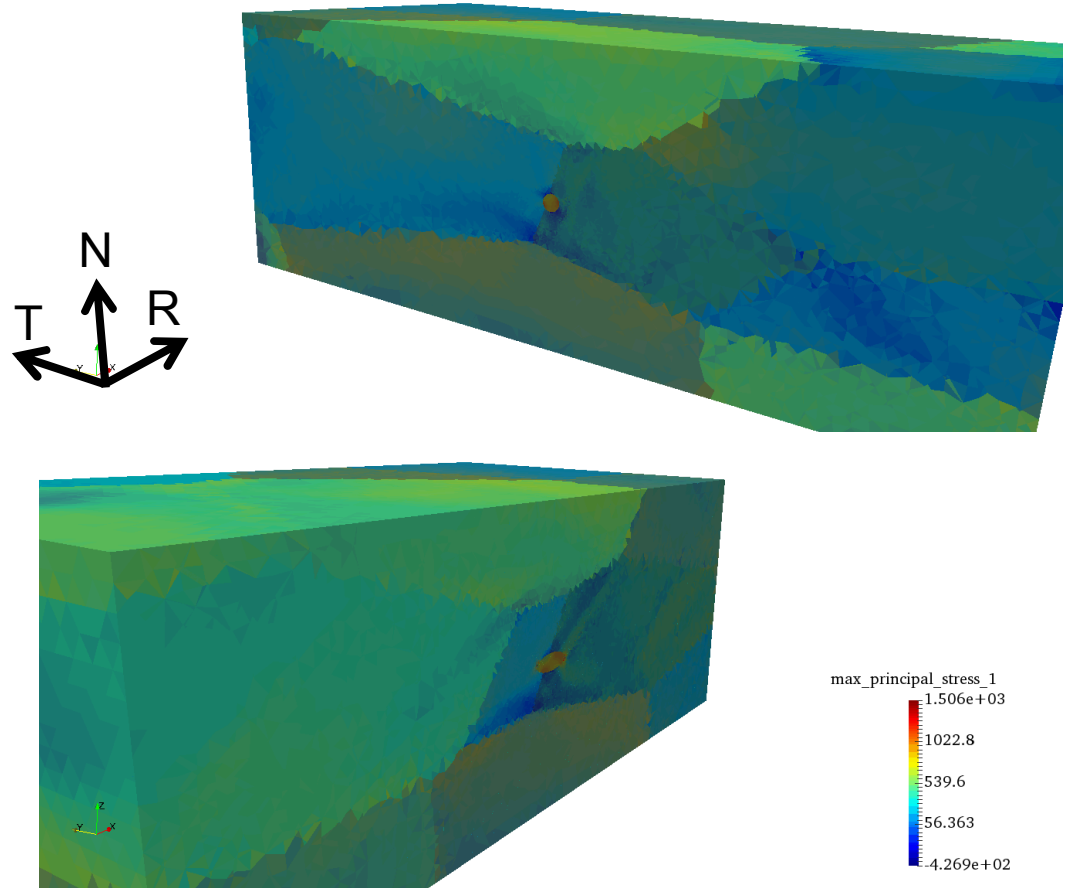 N
T
R
Y
X
max_principal_stress_1
1.506e+03
1022.8
539.6
56.363
-4.269e+02
Z
Y
X